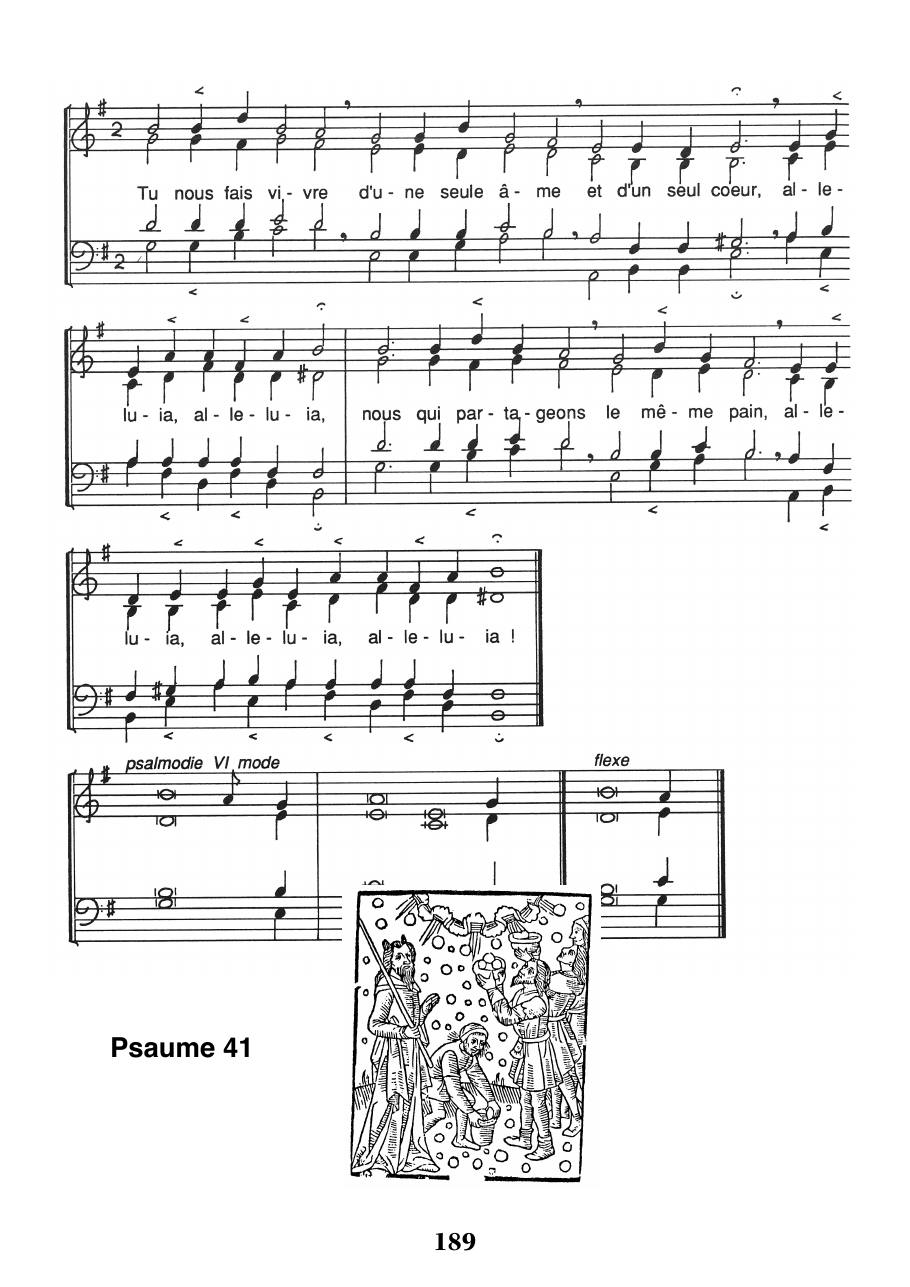 Tu nous fais vi - vre d'u - ne seule â - me et d'un seul coeur, al - le -
lu - ia, al - le - lu - ia, nous qui par - ta - geons le mê - me pain, al - le -
lu - ia, al - le - lu - ia, al - le - lu - ia !
psalmodie VI mode flexe
Psaume 41
189